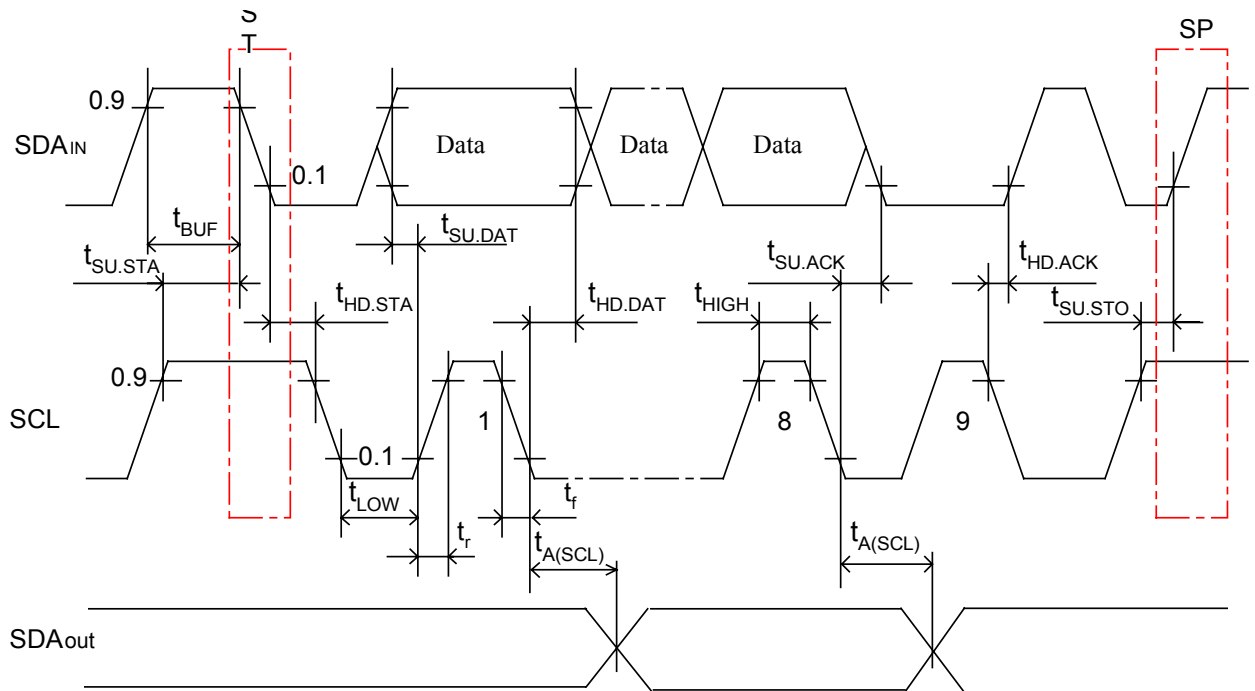 S
T
SP
0.9
SDAIN
Data
Data
Data
0.1
tBUF
tSU.DAT
tSU.STA
tSU.ACK
tHD.ACK
tHD.STA
tHD.DAT
tHIGH
tSU.STO
0.9
SCL
1
8
9
0.1
tLOW
tf
tr
tA(SCL)
tA(SCL)
SDAout